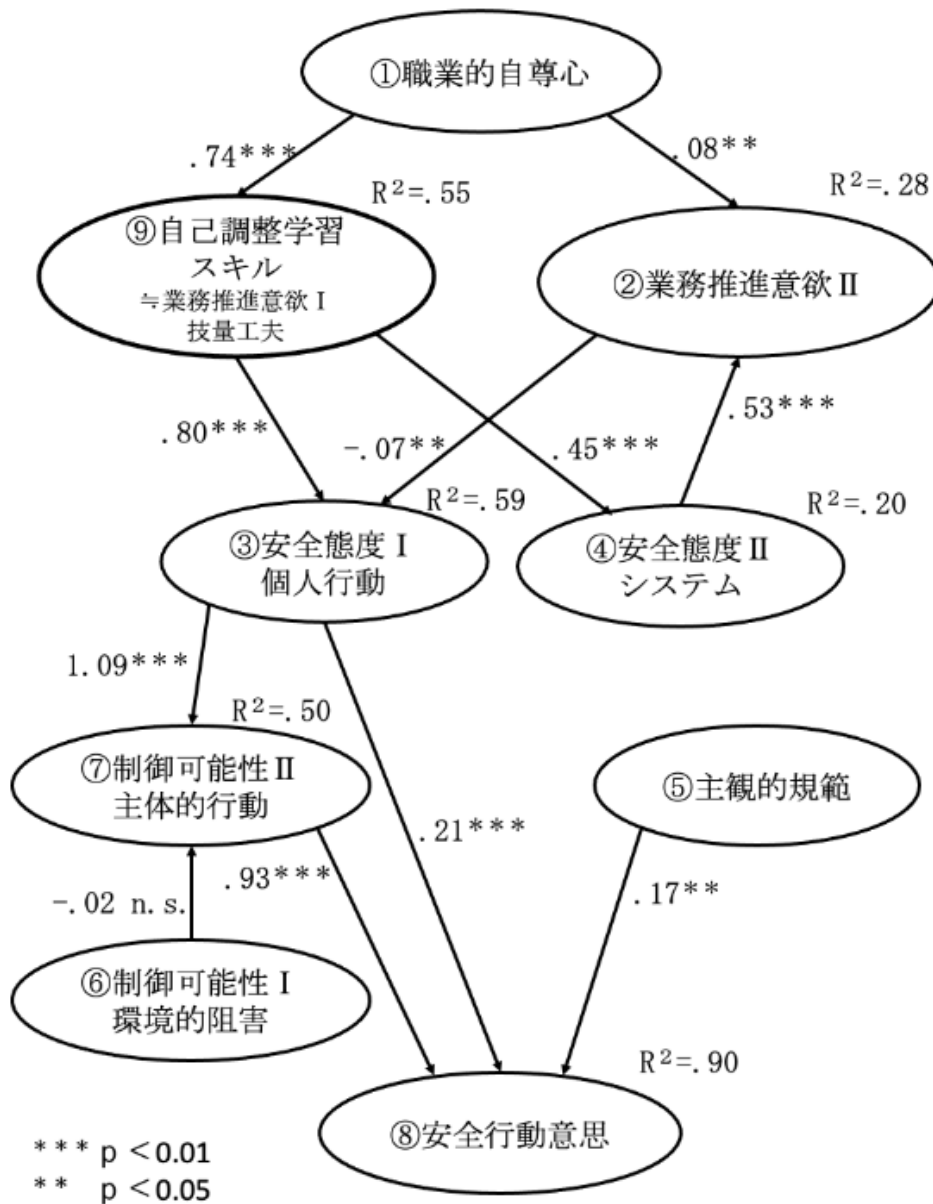 ①職業的自尊心
.74***
.08**
R²=.55
R²=.28
⑨自己調整学習
スキル
≒業務推進意欲Ⅰ
技量工夫
②業務推進意欲Ⅱ
.80***
-.07**
.45***
.53***
R²=.59
R²=.20
③安全態度Ⅰ
個人行動
④安全態度Ⅱ
システム
1.09***
R²=.50
⑦制御可能性Ⅱ
主体的行動
⑤主観的規範
.21***
.93***
.17**
-.02 n.s.
⑥制御可能性Ⅰ
環境的阻害
R²=.90
⑧安全行動意思
*** p <0.01
** p <0.05